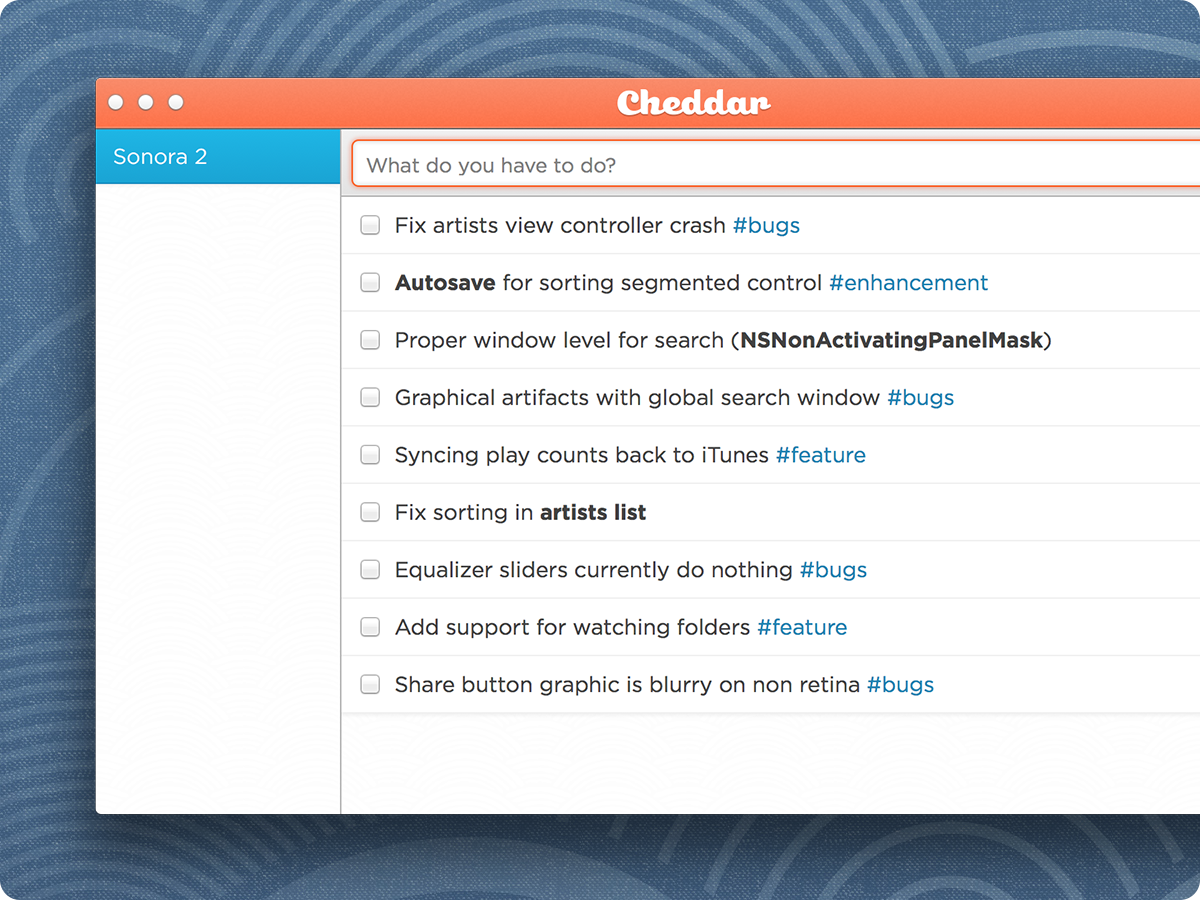 Cheddar
Sonora 2
What do you have to do?
Fix artists view controller crash #bugs
Autosave for sorting segmented control #enhancement
Proper window level for search (NSNonActivatingPanelMask)
Graphical artifacts with global search window #bugs
Syncing play counts back to iTunes #feature
Fix sorting in artists list
Equalizer sliders currently do nothing #bugs
Add support for watching folders #feature
Share button graphic is blurry on non retina #bugs